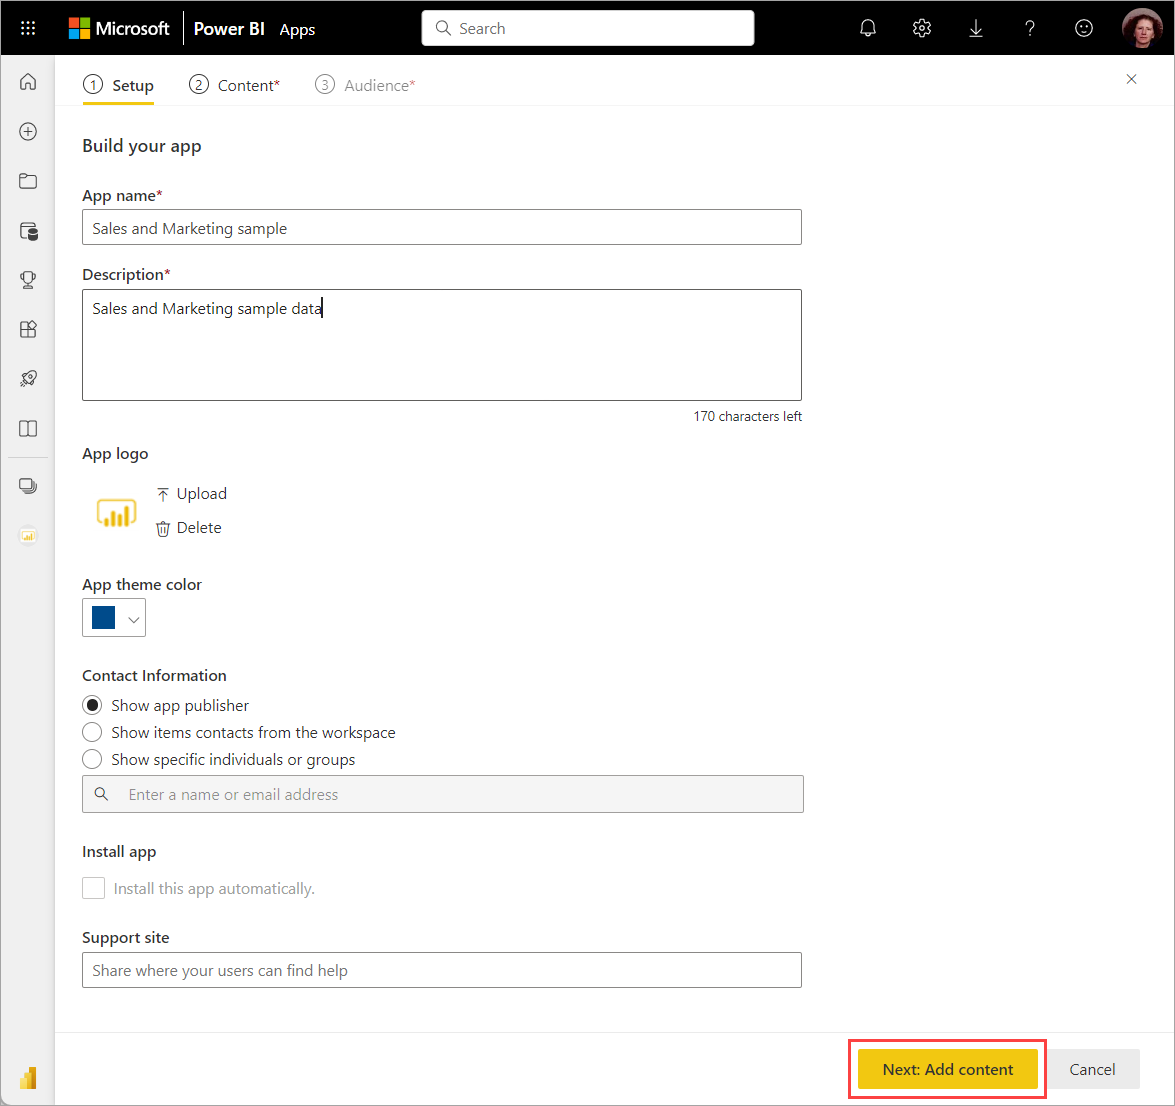 Microsoft Power BI Apps Search ?
1 Setup 2 Content* 3 Audience*
Build your app
App name*
Sales and Marketing sample
Description*
Sales and Marketing sample data
170 characters left
App logo
Upload
Delete
App theme color
Contact Information
Show app publisher
Show items contacts from the workspace
Show specific individuals or groups
Enter a name or email address
Install app
Install this app automatically.
Support site
Share where your users can find help
Next: Add content Cancel